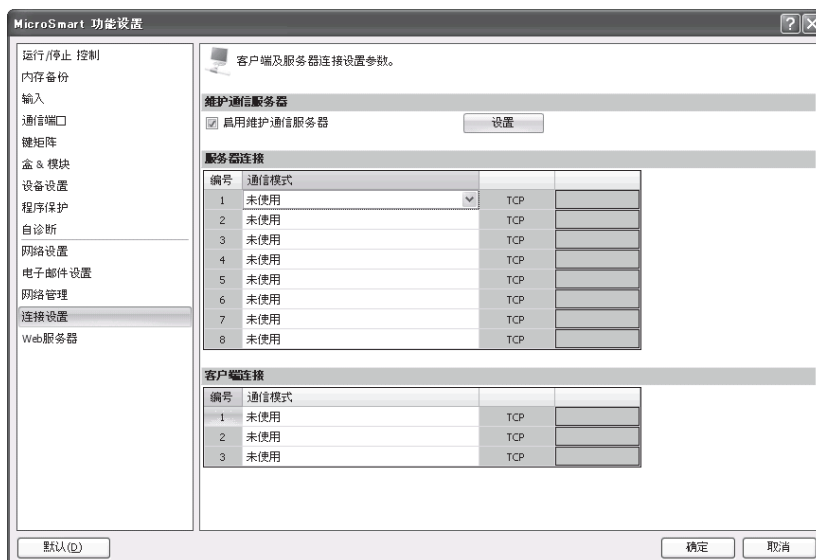 MicroSmart 功能设置
运行/停止 控制
内存备份
输入
通信端口
键矩阵
盒 & 模块
设备设置
程序保护
自诊断
网络设置
电子邮件设置
网络管理
连接设置
Web服务器
客户端及服务器连接设置参数。
维护通信服务器
启用维护通信服务器 设置
服务器连接
编号 通信模式
1 未使用 TCP
2 未使用 TCP
3 未使用 TCP
4 未使用 TCP
5 未使用 TCP
6 未使用 TCP
7 未使用 TCP
8 未使用 TCP
客户端连接
编号 通信模式
1 未使用 TCP
2 未使用 TCP
3 未使用 TCP
默认(D) 确定 取消